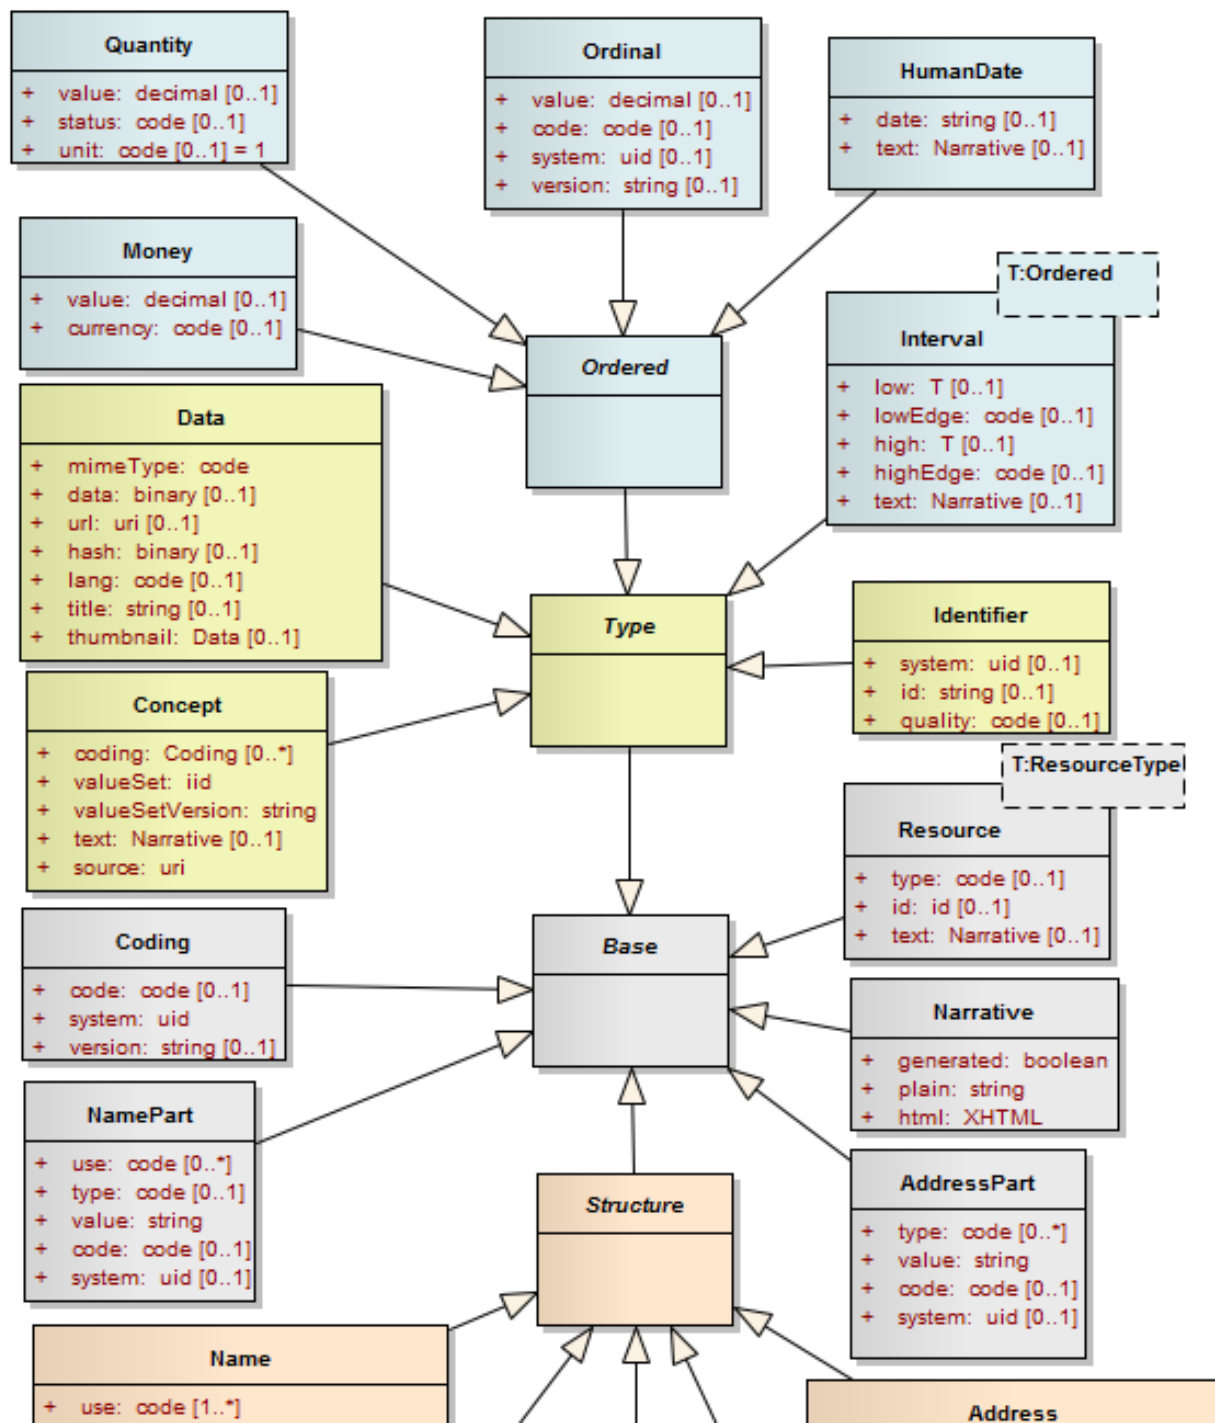 Quantity
+ value: decimal [0..1]
+ status: code [0..1]
+ unit: code [0..1] = 1
Ordinal
+ value: decimal [0..1]
+ code: code [0..1]
+ system: uid [0..1]
+ version: string [0..1]
HumanDate
+ date: string [0..1]
+ text: Narrative [0..1]
Money
+ value: decimal [0..1]
+ currency: code [0..1]
Ordered
T:Ordered
Interval
+ low: T [0..1]
+ lowEdge: code [0..1]
+ high: T [0..1]
+ highEdge: code [0..1]
+ text: Narrative [0..1]
Data
+ mimeType: code
+ data: binary [0..1]
+ url: uri [0..1]
+ hash: binary [0..1]
+ lang: code [0..1]
+ title: string [0..1]
+ thumbnail: Data [0..1]
Type
Identifier
+ system: uid [0..1]
+ id: string [0..1]
+ quality: code [0..1]
Concept
+ coding: Coding [0..*]
+ valueSet: iid
+ valueSetVersion: string
+ text: Narrative [0..1]
+ source: uri
T:ResourceType
Resource
+ type: code [0..1]
+ id: id [0..1]
+ text: Narrative [0..1]
Coding
+ code: code [0..1]
+ system: uid
+ version: string [0..1]
Base
Narrative
+ generated: boolean
+ plain: string
+ html: XHTML
NamePart
+ use: code [0..*]
+ type: code [0..1]
+ value: string
+ code: code [0..1]
+ system: uid [0..1]
Structure
AddressPart
+ type: code [0..*]
+ value: string
+ code: code [0..1]
+ system: uid [0..1]
Name
+ use: code [1..*]
Address